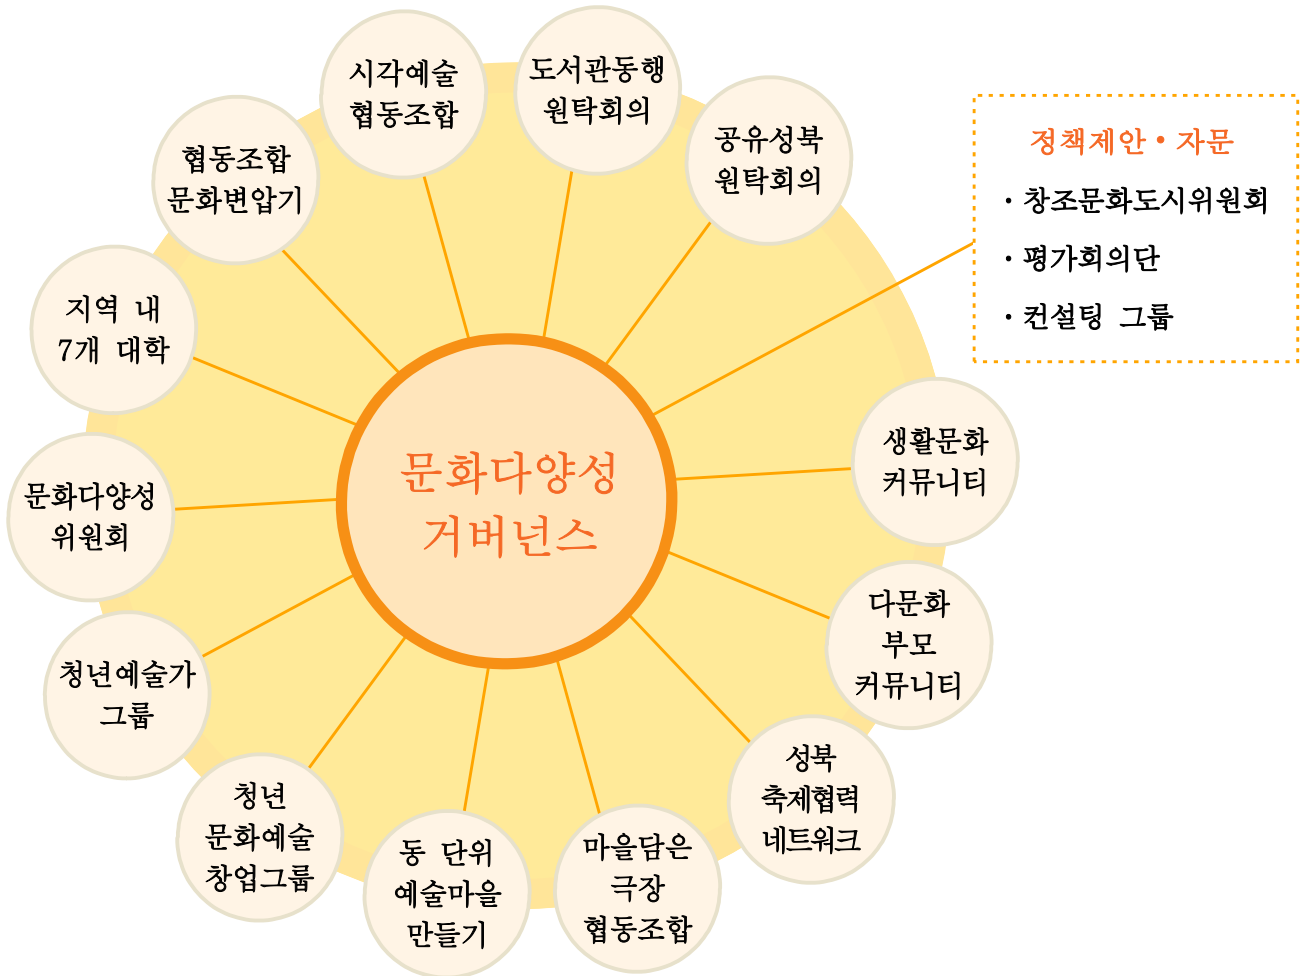 시각예술
협동조합
도서관동행
원탁회의
공유성북
원탁회의
정책제안·자문
· 창조문화도시위원회
· 평가회의단
· 컨설팅 그룹
협동조합
문화변압기
지역 내
7개 대학
문화다양성
위원회
청년예술가
그룹
청년
문화예술
창업그룹
동 단위
예술마을
만들기
마을담은
극장
협동조합
성북
축제협력
네트워크
다문화
부모
커뮤니티
생활문화
커뮤니티
문화다양성
거버넌스